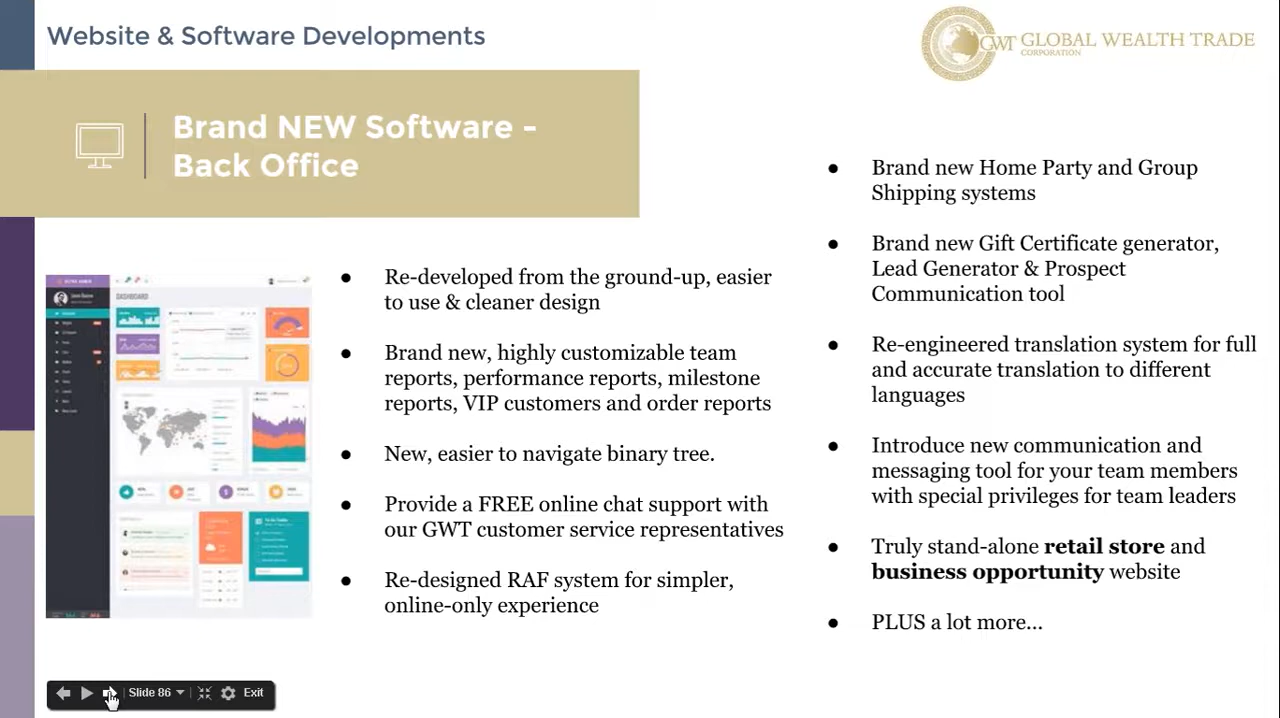 Website & Software Developments
GWT GLOBAL WEALTH TRADE
CORPORATION
Brand NEW Software -
Back Office
DASHBOARD
● Re-developed from the ground-up, easier
to use & cleaner design
● Brand new, highly customizable team
reports, performance reports, milestone
reports, VIP customers and order reports
● New, easier to navigate binary tree.
● Provide a FREE online chat support with
our GWT customer service representatives
● Re-designed RAF system for simpler,
online-only experience
● Brand new Home Party and Group
Shipping systems
● Brand new Gift Certificate generator,
Lead Generator & Prospect
Communication tool
● Re-engineered translation system for full
and accurate translation to different
languages
● Introduce new communication and
messaging tool for your team members
with special privileges for team leaders
● Truly stand-alone retail store and
business opportunity website
● PLUS a lot more...
Slide 86
Exit